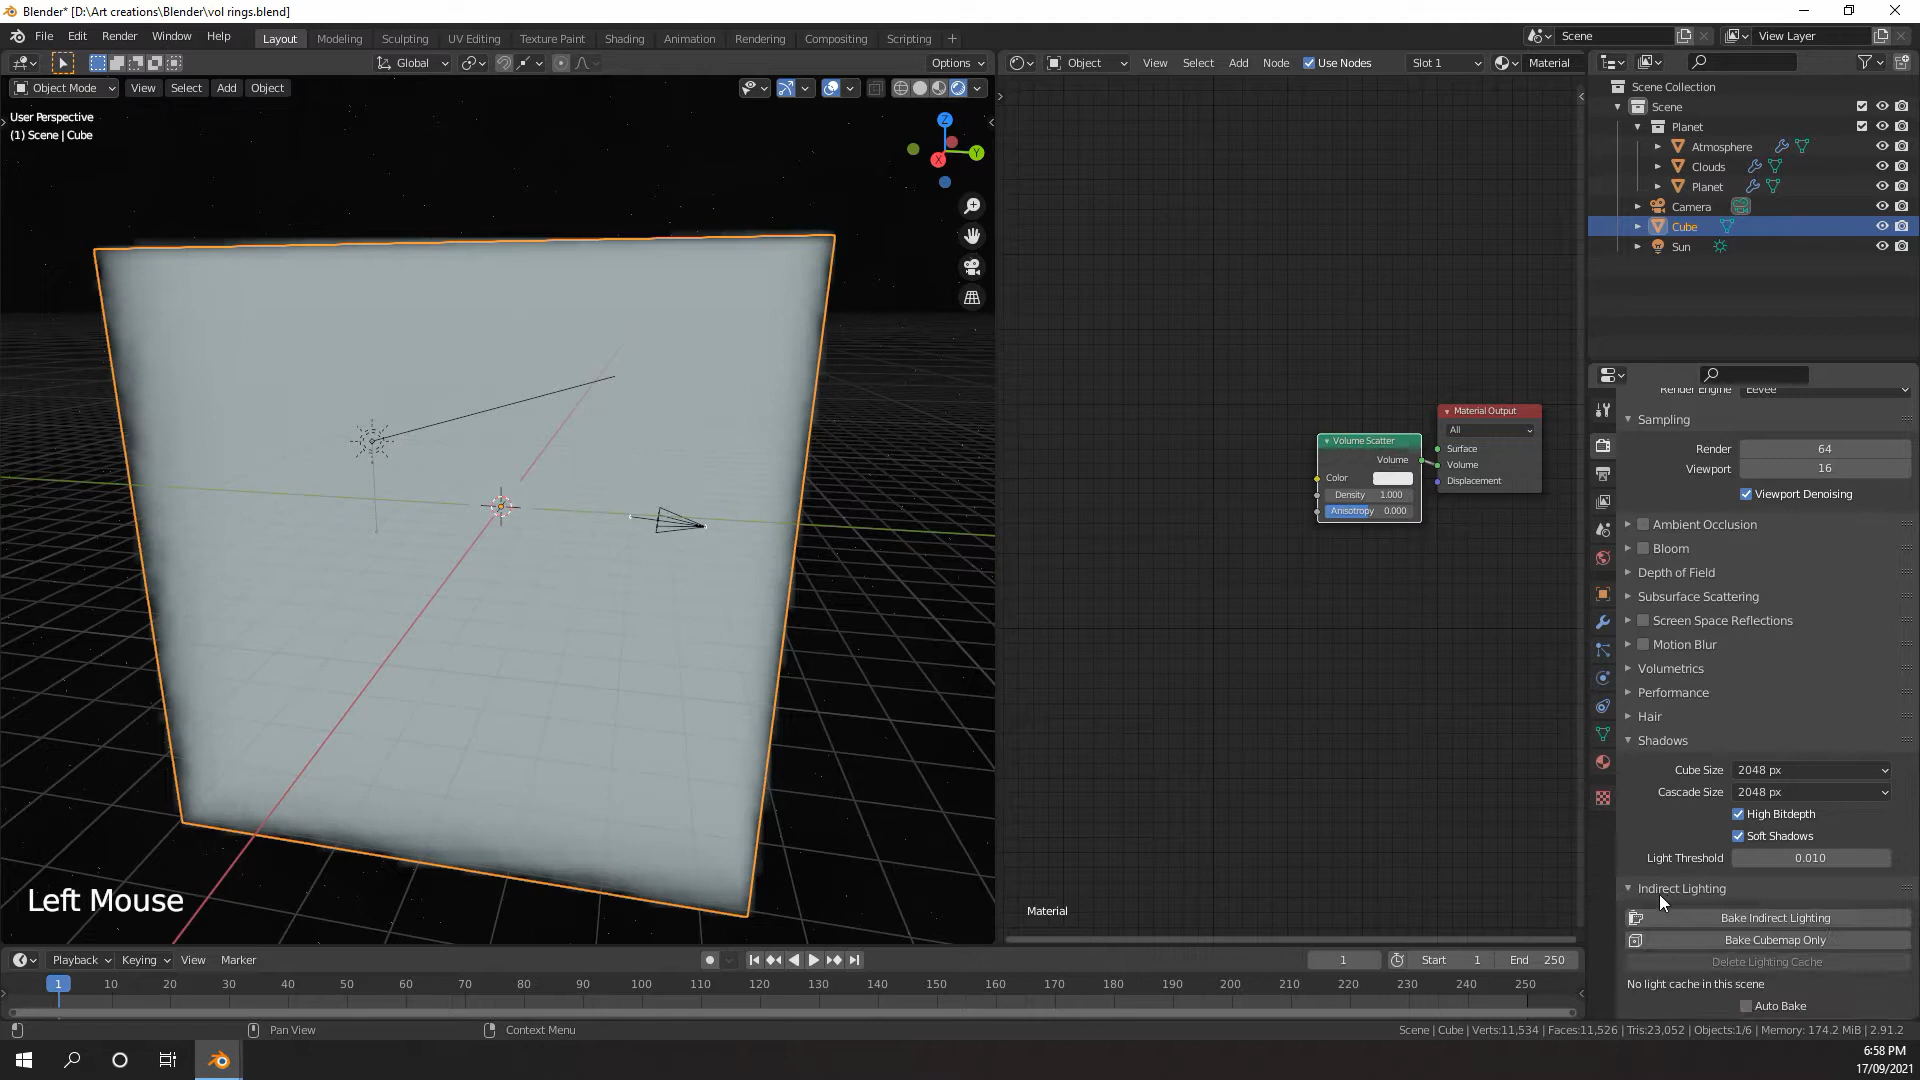 Blender* [D:\Art creations\Blender\vol rings.blend]
File Edit Render Window Help
Layout Modeling Sculpting UV Editing Texture Paint Shading Animation Rendering Compositing Scripting +
Scene
View Layer
Global
Options
Object
View Select Add Node
Use Nodes
Slot 1
Material
Object Mode
View Select Add Object
User Perspective
(1) Scene | Cube
Z
Y
X
Scene Collection
Scene
Planet
Atmosphere
Clouds
Planet
Camera
Cube
Sun
Render Engine Eevee
Sampling
Render 64
Viewport 16
Viewport Denoising
Ambient Occlusion
Bloom
Depth of Field
Subsurface Scattering
Screen Space Reflections
Motion Blur
Volumetrics
Performance
Hair
Shadows
Cube Size 2048 px
Cascade Size 2048 px
High Bitdepth
Soft Shadows
Light Threshold 0.010
Indirect Lighting
Bake Indirect Lighting
Bake Cubemap Only
Delete Lighting Cache
No light cache in this scene
Auto Bake
Material Output
All
Surface
Volume
Displacement
Volume Scatter
Volume
Color
Density 1.000
Anisotropy 0.000
Material
Left Mouse
Playback Keying View Marker
1
Start 1
End 250
1 10 20 30 40 50 60 70 80 90 100 110 120 130 140 150 160 170 180 190 200 210 220 230 240 250
Pan View
Context Menu
Scene | Cube | Verts:11,534 | Faces:11,526 | Tris:23,052 | Objects:1/6 | Memory: 174.2 MiB | 2.91.2
6:58 PM
17/09/2021